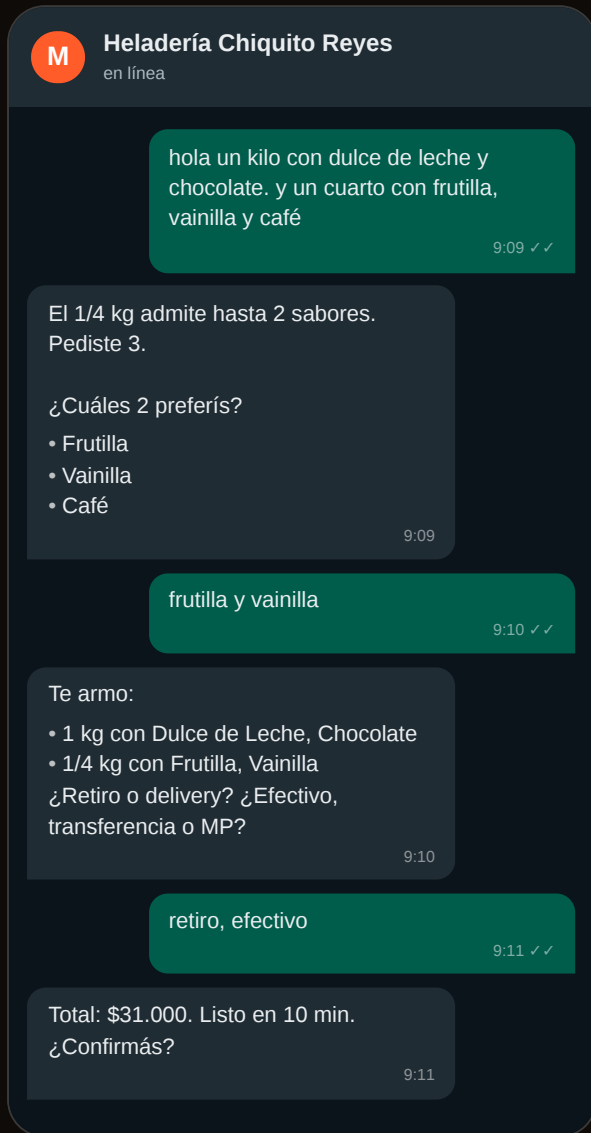 M
Heladería Chiquito Reyes
en línea
hola un kilo con dulce de leche y
chocolate. y un cuarto con frutilla,
vainilla y café
9:09 ✓✓
El 1/4 kg admite hasta 2 sabores.
Pediste 3.
¿Cuáles 2 preferís?
• Frutilla
• Vainilla
• Café
9:09
frutilla y vainilla
9:10 ✓✓
Te armo:
• 1 kg con Dulce de Leche, Chocolate
• 1/4 kg con Frutilla, Vainilla
¿Retiro o delivery? ¿Efectivo,
transferencia o MP?
9:10
retiro, efectivo
9:11 ✓✓
Total: $31.000. Listo en 10 min.
¿Confirmás?
9:11